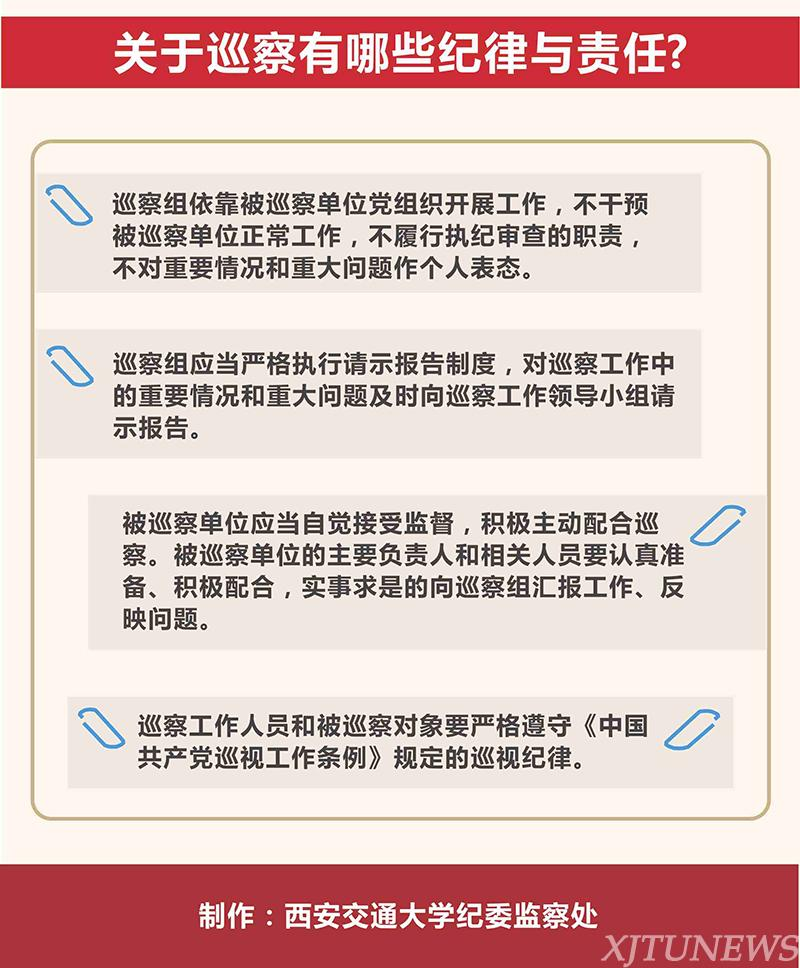 关于巡察有哪些纪律与责任?
巡察组依靠被巡察单位党组织开展工作，不干预
被巡察单位正常工作，不履行执纪审查的职责，
不对重要情况和重大问题作个人表态。
巡察组应当严格执行请示报告制度，对巡察工作中
的重要情况和重大问题及时向巡察工作领导小组请
示报告。
被巡察单位应当自觉接受监督，积极主动配合巡
察。被巡察单位的主要负责人和相关人员要认真准
备、积极配合，实事求是的向巡察组汇报工作、反
映问题。
巡察工作人员和被巡察对象要严格遵守《中国
共产党巡视工作条例》规定的巡视纪律。
制作：西安交通大学纪委监察处
XJTUNEWS